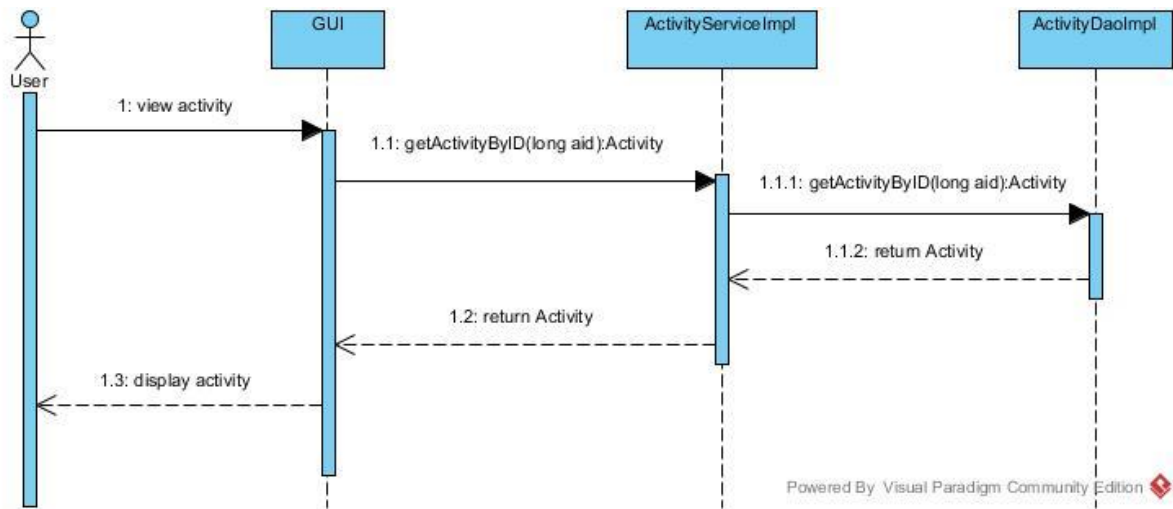 GUI
ActivityServiceImpl
ActivityDaoImpl
User
1: view activity
1.1: getActivityByID(long aid):Activity
1.1.1: getActivityByID(long aid):Activity
1.1.2: return Activity
1.2: return Activity
1.3: display activity
Powered By Visual Paradigm Community Edition